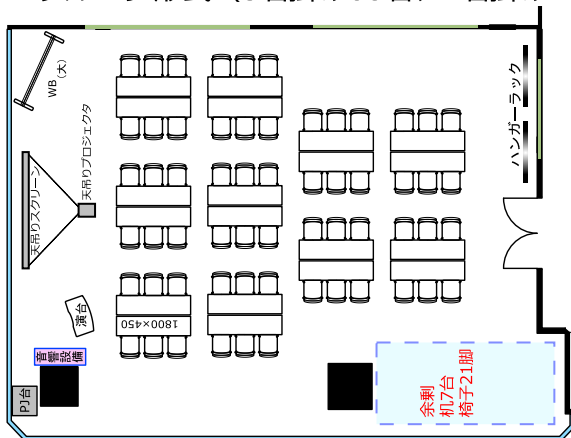 WB(大)
天吊りプロジェクタ
天吊りスクリーン
ハンガーラック
演台
1800×450
音響設備
PJ台
余剰
机7台
椅子21脚